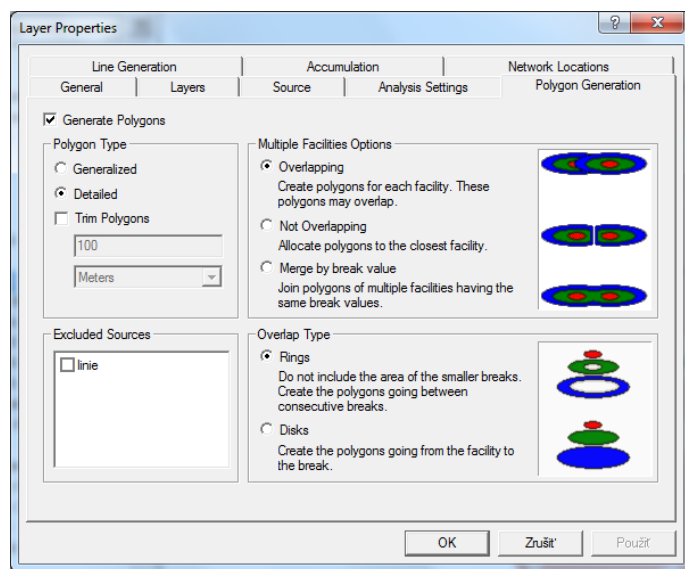 Layer Properties
Line Generation
Accumulation
Network Locations
General
Layers
Source
Analysis Settings
Polygon Generation
Generate Polygons
Polygon Type
Generalized
Detailed
Trim Polygons
100
Meters
Multiple Facilities Options
Overlapping
Create polygons for each facility. These
polygons may overlap.
Not Overlapping
Allocate polygons to the closest facility.
Merge by break value
Join polygons of multiple facilities having the
same break values.
Excluded Sources
linie
Overlap Type
Rings
Do not include the area of the smaller breaks.
Create the polygons going between
consecutive breaks.
Disks
Create the polygons going from the facility to
the break.
OK
Zrušiť
Použiť